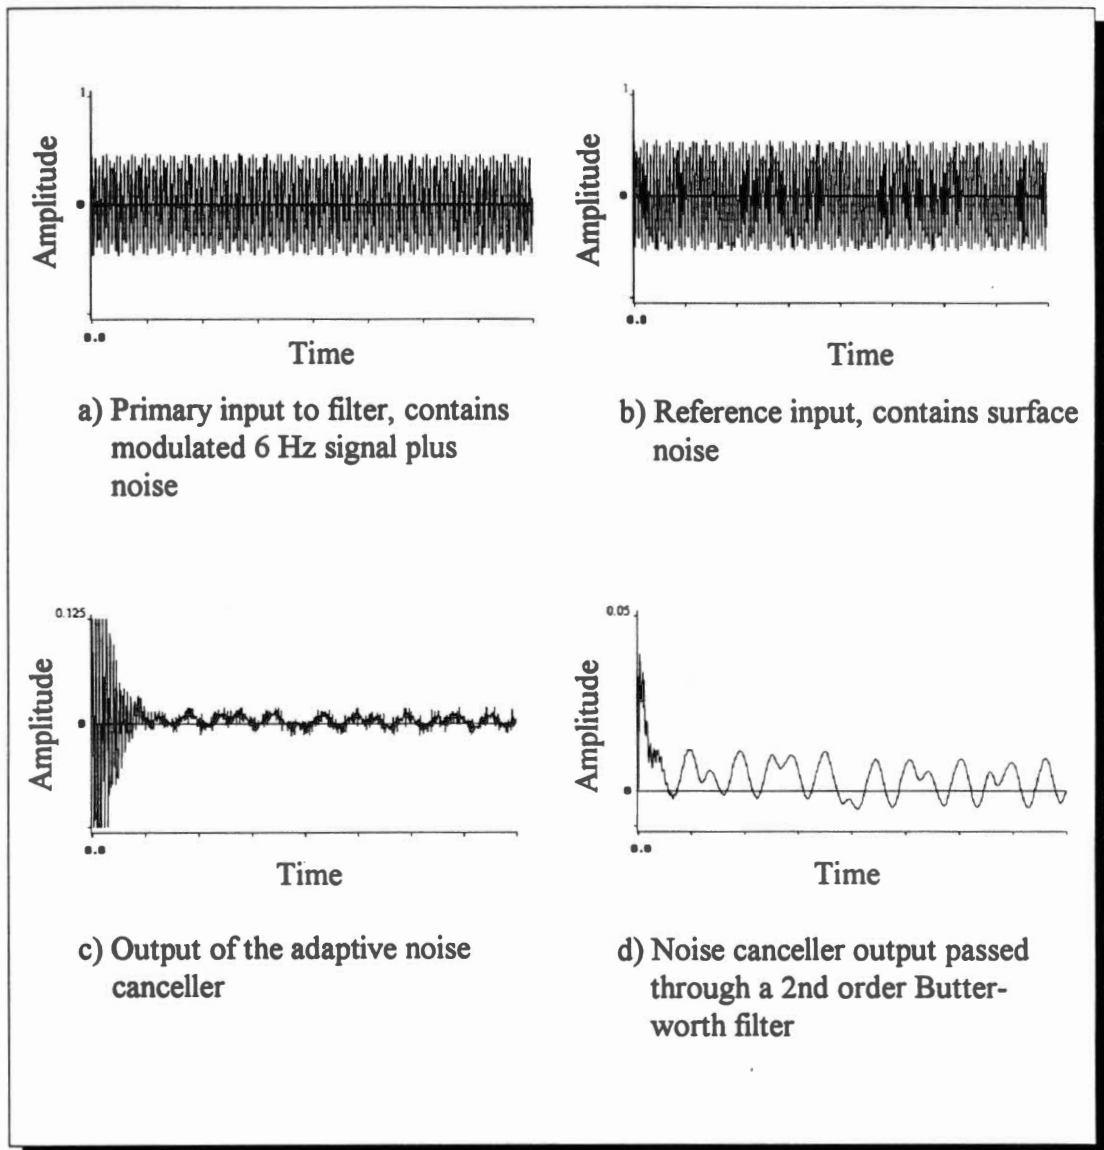 1
Amplitude
0
0.0
Time
a) Primary input to filter, contains
modulated 6 Hz signal plus
noise
1
Amplitude
0
0.0
Time
b) Reference input, contains surface
noise
0.125
Amplitude
0
0.0
Time
c) Output of the adaptive noise
canceller
0.05
Amplitude
0
0.0
Time
d) Noise canceller output passed
through a 2nd order Butter-
worth filter